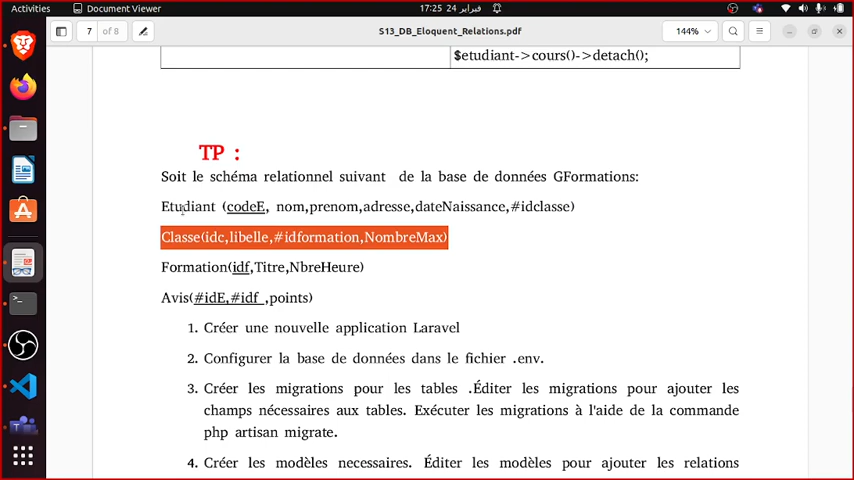 Activities
Document Viewer
17:25 24 فبراير
7 of 8
S13_DB_Eloquent_Relations.pdf
144%
$etudiant->cours()->detach();
TP :
Soit le schéma relationnel suivant de la base de données GFormations:
Etudiant (codeE, nom,prenom,adresse,dateNaissance,#idclasse)
Classe(idc,libelle,#idformation,NombreMax)
Formation(idf,Titre,NbreHeure)
Avis(#idE,#idf ,points)
1. Créer une nouvelle application Laravel
2. Configurer la base de données dans le fichier .env.
3. Créer les migrations pour les tables .Éditer les migrations pour ajouter les
champs nécessaires aux tables. Exécuter les migrations à l'aide de la commande
php artisan migrate.
4. Créer les modèles necessaires. Éditer les modèles pour ajouter les relations